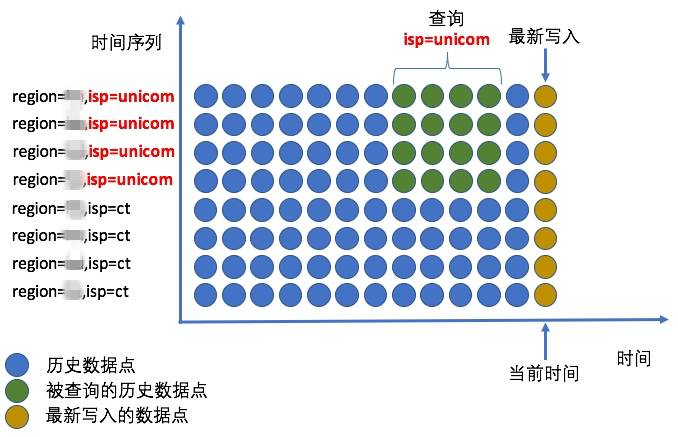 查询
isp=unicom
最新写入
时间序列
region=,isp=unicom
region=,isp=unicom
region=,isp=unicom
region=,isp=unicom
region=,isp=ct
region=,isp=ct
region=,isp=ct
region=,isp=ct
历史数据点
被查询的历史数据点
最新写入的数据点
时间
当前时间